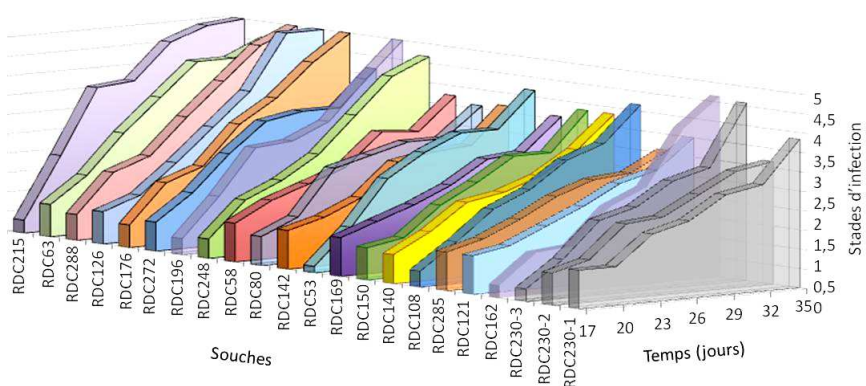 5
4,5
4
3,5
3
2,5
2
1,5
1
0,5
0
Stades d'infection
RDC215
RDC63
RDC288
RDC126
RDC176
RDC272
RDC196
RDC248
RDC58
RDC80
RDC142
RDC53
RDC169
RDC150
RDC140
RDC108
RDC285
RDC121
RDC162
RDC230-3
RDC230-2
RDC230-1
17
20
23
26
29
32
35
Souches
Temps (jours)